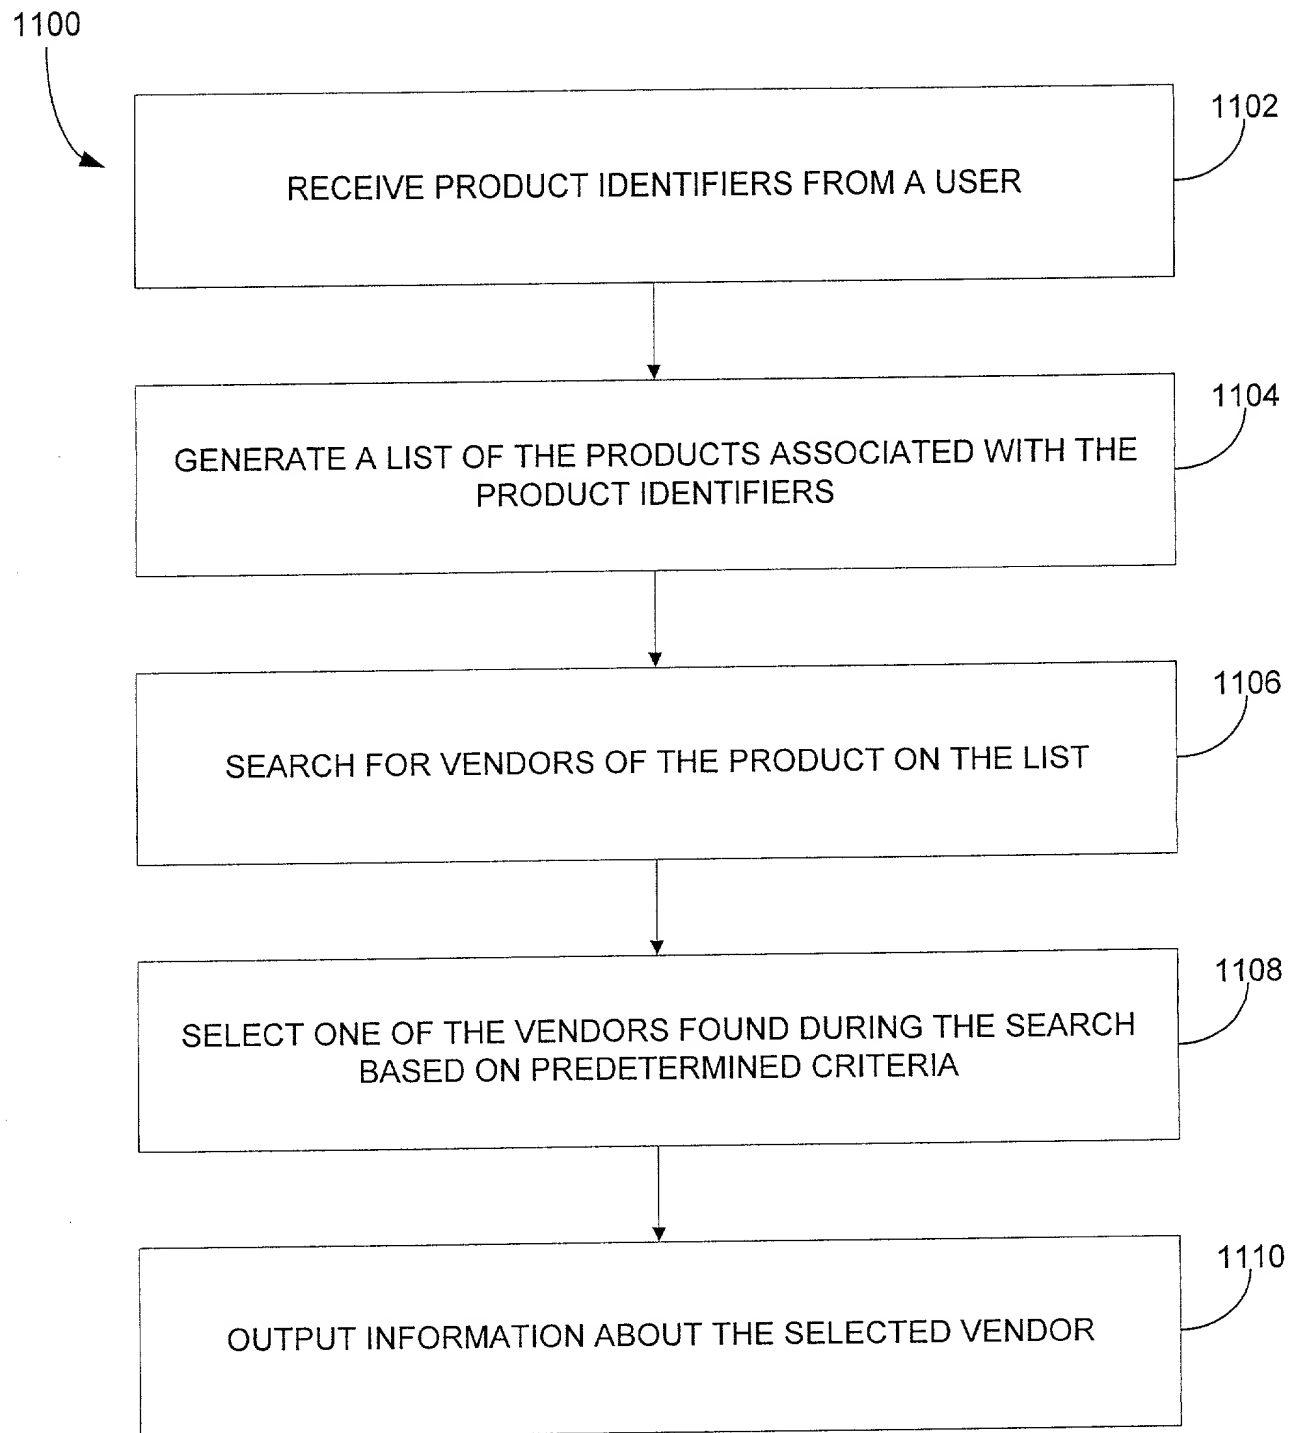 1100
1102
RECEIVE PRODUCT IDENTIFIERS FROM A USER
1104
GENERATE A LIST OF THE PRODUCTS ASSOCIATED WITH THE
PRODUCT IDENTIFIERS
1106
SEARCH FOR VENDORS OF THE PRODUCT ON THE LIST
1108
SELECT ONE OF THE VENDORS FOUND DURING THE SEARCH
BASED ON PREDETERMINED CRITERIA
1110
OUTPUT INFORMATION ABOUT THE SELECTED VENDOR